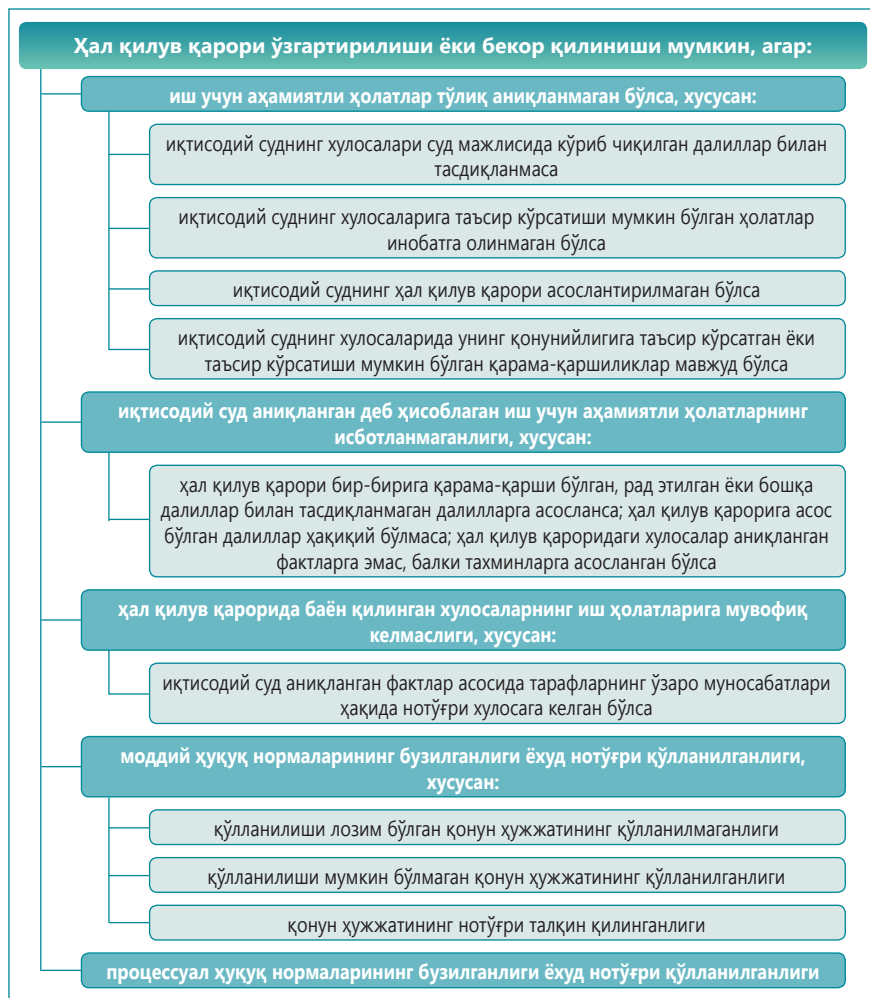 Ҳал қилув қарори ўзгартирилиши ёки бекор қилиниши мумкин, агар:
иш учун аҳамиятли ҳолатлар тўлиқ аниқланмаган бўлса, хусусан:
иқтисодий суднинг хулосалари суд мажлисида кўриб чиқилган далиллар билан
тасдиқланмаса
иқтисодий суднинг хулосаларига таъсир кўрсатиши мумкин бўлган ҳолатлар
инобатга олинмаган бўлса
иқтисодий суднинг ҳал қилув қарори асослантирилмаган бўлса
иқтисодий суднинг хулосаларида унинг қонунийлигига таъсир кўрсатган ёки
таъсир кўрсатиши мумкин бўлган қарама-қаршиликлар мавжуд бўлса
иқтисодий суд аниқланган деб ҳисоблаган иш учун аҳамиятли ҳолатларнинг
исботланмаганлиги, хусусан:
ҳал қилув қарори бир-бирига қарама-қарши бўлган, рад этилган ёки бошқа
далиллар билан тасдиқланмаган далилларга асосланса; ҳал қилув қарорига асос
бўлган далиллар ҳақиқий бўлмаса; ҳал қилув қароридаги хулосалар аниқланган
фактларга эмас, балки тахминларга асосланган бўлса
ҳал қилув қарорида баён қилинган хулосаларнинг иш ҳолатларига мувофиқ
келмаслиги, хусусан:
иқтисодий суд аниқланган фактлар асосида тарафларнинг ўзаро муносабатлари
ҳақида нотўғри хулосага келган бўлса
моддий ҳуқуқ нормаларининг бузилганлиги ёхуд нотўғри қўлланилганлиги,
хусусан:
қўлланилиши лозим бўлган қонун ҳужжатининг қўлланилмаганлиги
қўлланилиши мумкин бўлмаган қонун ҳужжатининг қўлланилганлиги
қонун ҳужжатининг нотўғри талқин қилинганлиги
процессуал ҳуқуқ нормаларининг бузилганлиги ёхуд нотўғри қўлланилганлиги